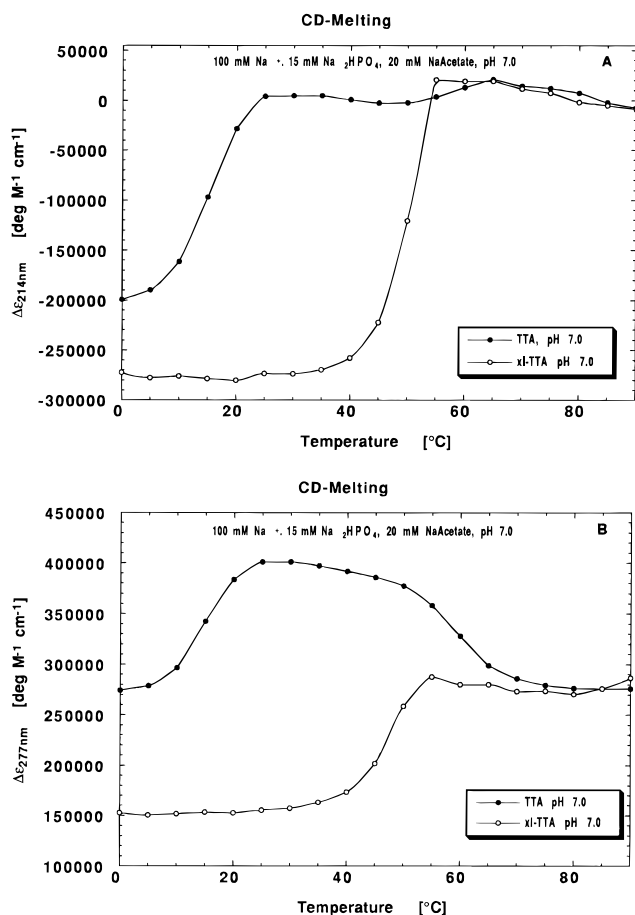 CD-Melting
100 mM Na +. 15 mM Na 2HPO4, 20 mM NaAcetate, pH 7.0
A
50000
0
-50000
-100000
-150000
-200000
-250000
-300000
Δε214nm [deg M-1 cm-1]
TTA, pH 7.0
xl-TTA pH 7.0
0 20 40 60 80
Temperature [°C]
CD-Melting
100 mM Na +. 15 mM Na 2HPO4, 20 mM NaAcetate, pH 7.0
B
450000
400000
350000
300000
250000
200000
150000
100000
Δε277nm [deg M-1 cm-1]
TTA pH 7.0
xl-TTA pH 7.0
0 20 40 60 80
Temperature [°C]